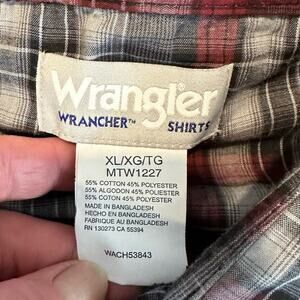 Wrangler
WRANCHER™ SHIRTS
XL/XG/TG
MTW1227
55% COTTON 45% POLYESTER
55% ALGODON 45% POLIESTER
55% COTON 45% POLYESTER
MADE IN BANGLADESH
HECHO EN BANGLADESH
FABRIQUE AU BANGLADESH
RN 130273 CA 55394
WACH53843